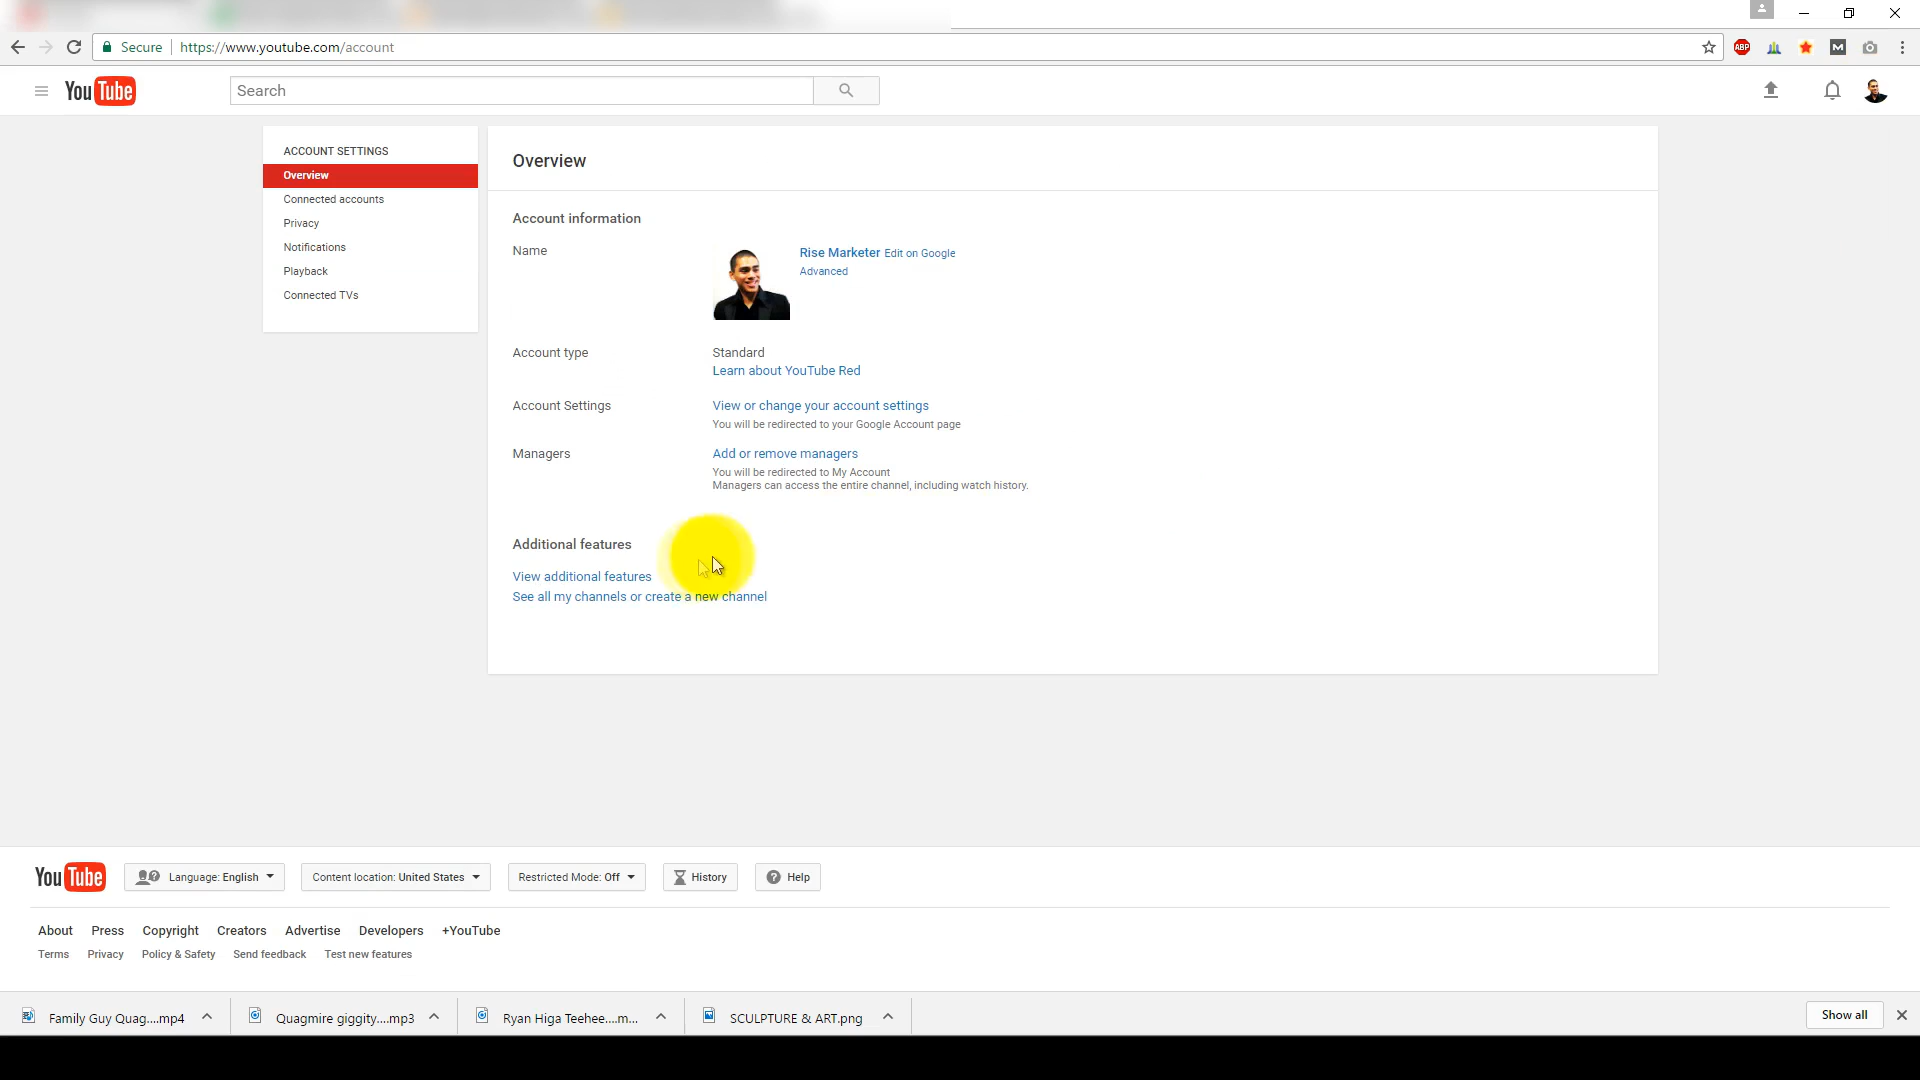 Secure https://www.youtube.com/account
ABP
M
YouTube
Search
ACCOUNT SETTINGS
Overview
Connected accounts
Privacy
Notifications
Playback
Connected TVs
Overview
Account information
Name
Rise Marketer Edit on Google
Advanced
Account type
Standard
Learn about YouTube Red
Account Settings
View or change your account settings
You will be redirected to your Google Account page
Managers
Add or remove managers
You will be redirected to My Account
Managers can access the entire channel, including watch history.
Additional features
View additional features
See all my channels or create a new channel
YouTube
Language: English
Content location: United States
Restricted Mode: Off
History
Help
About Press Copyright Creators Advertise Developers +YouTube
Terms Privacy Policy & Safety Send feedback Test new features
Family Guy Quag....mp4
Quagmire giggity....mp3
Ryan Higa Teehee....m...
SCULPTURE & ART.png
Show all